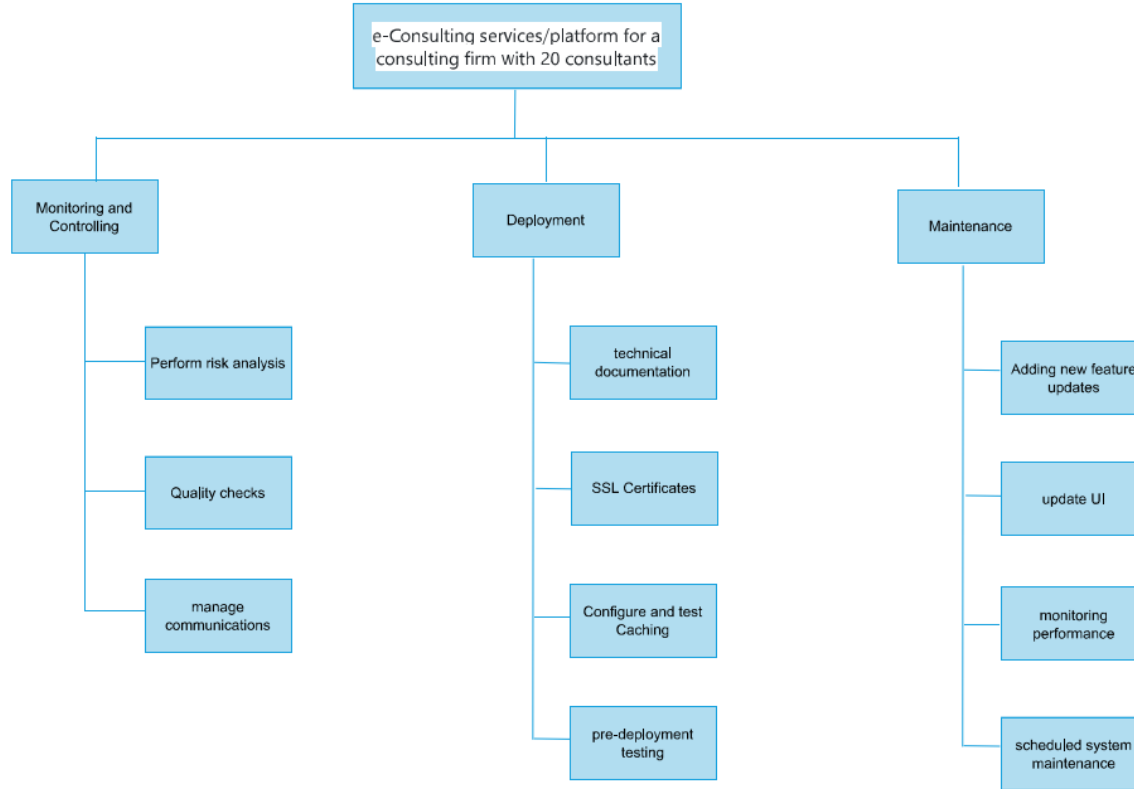 e-Consulting services/platform for a
consulting firm with 20 consultants
Monitoring and
Controlling
Deployment
Maintenance
Perform risk analysis
Quality checks
manage
communications
technical
documentation
SSL Certificates
Configure and test
Caching
pre-deployment
testing
Adding new feature
updates
update UI
monitoring
performance
scheduled system
maintenance